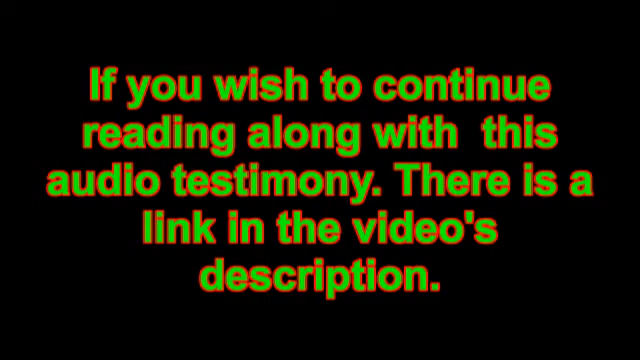 If you wish to continue
reading along with  this
audio testimony. There is a
link in the video's
description.